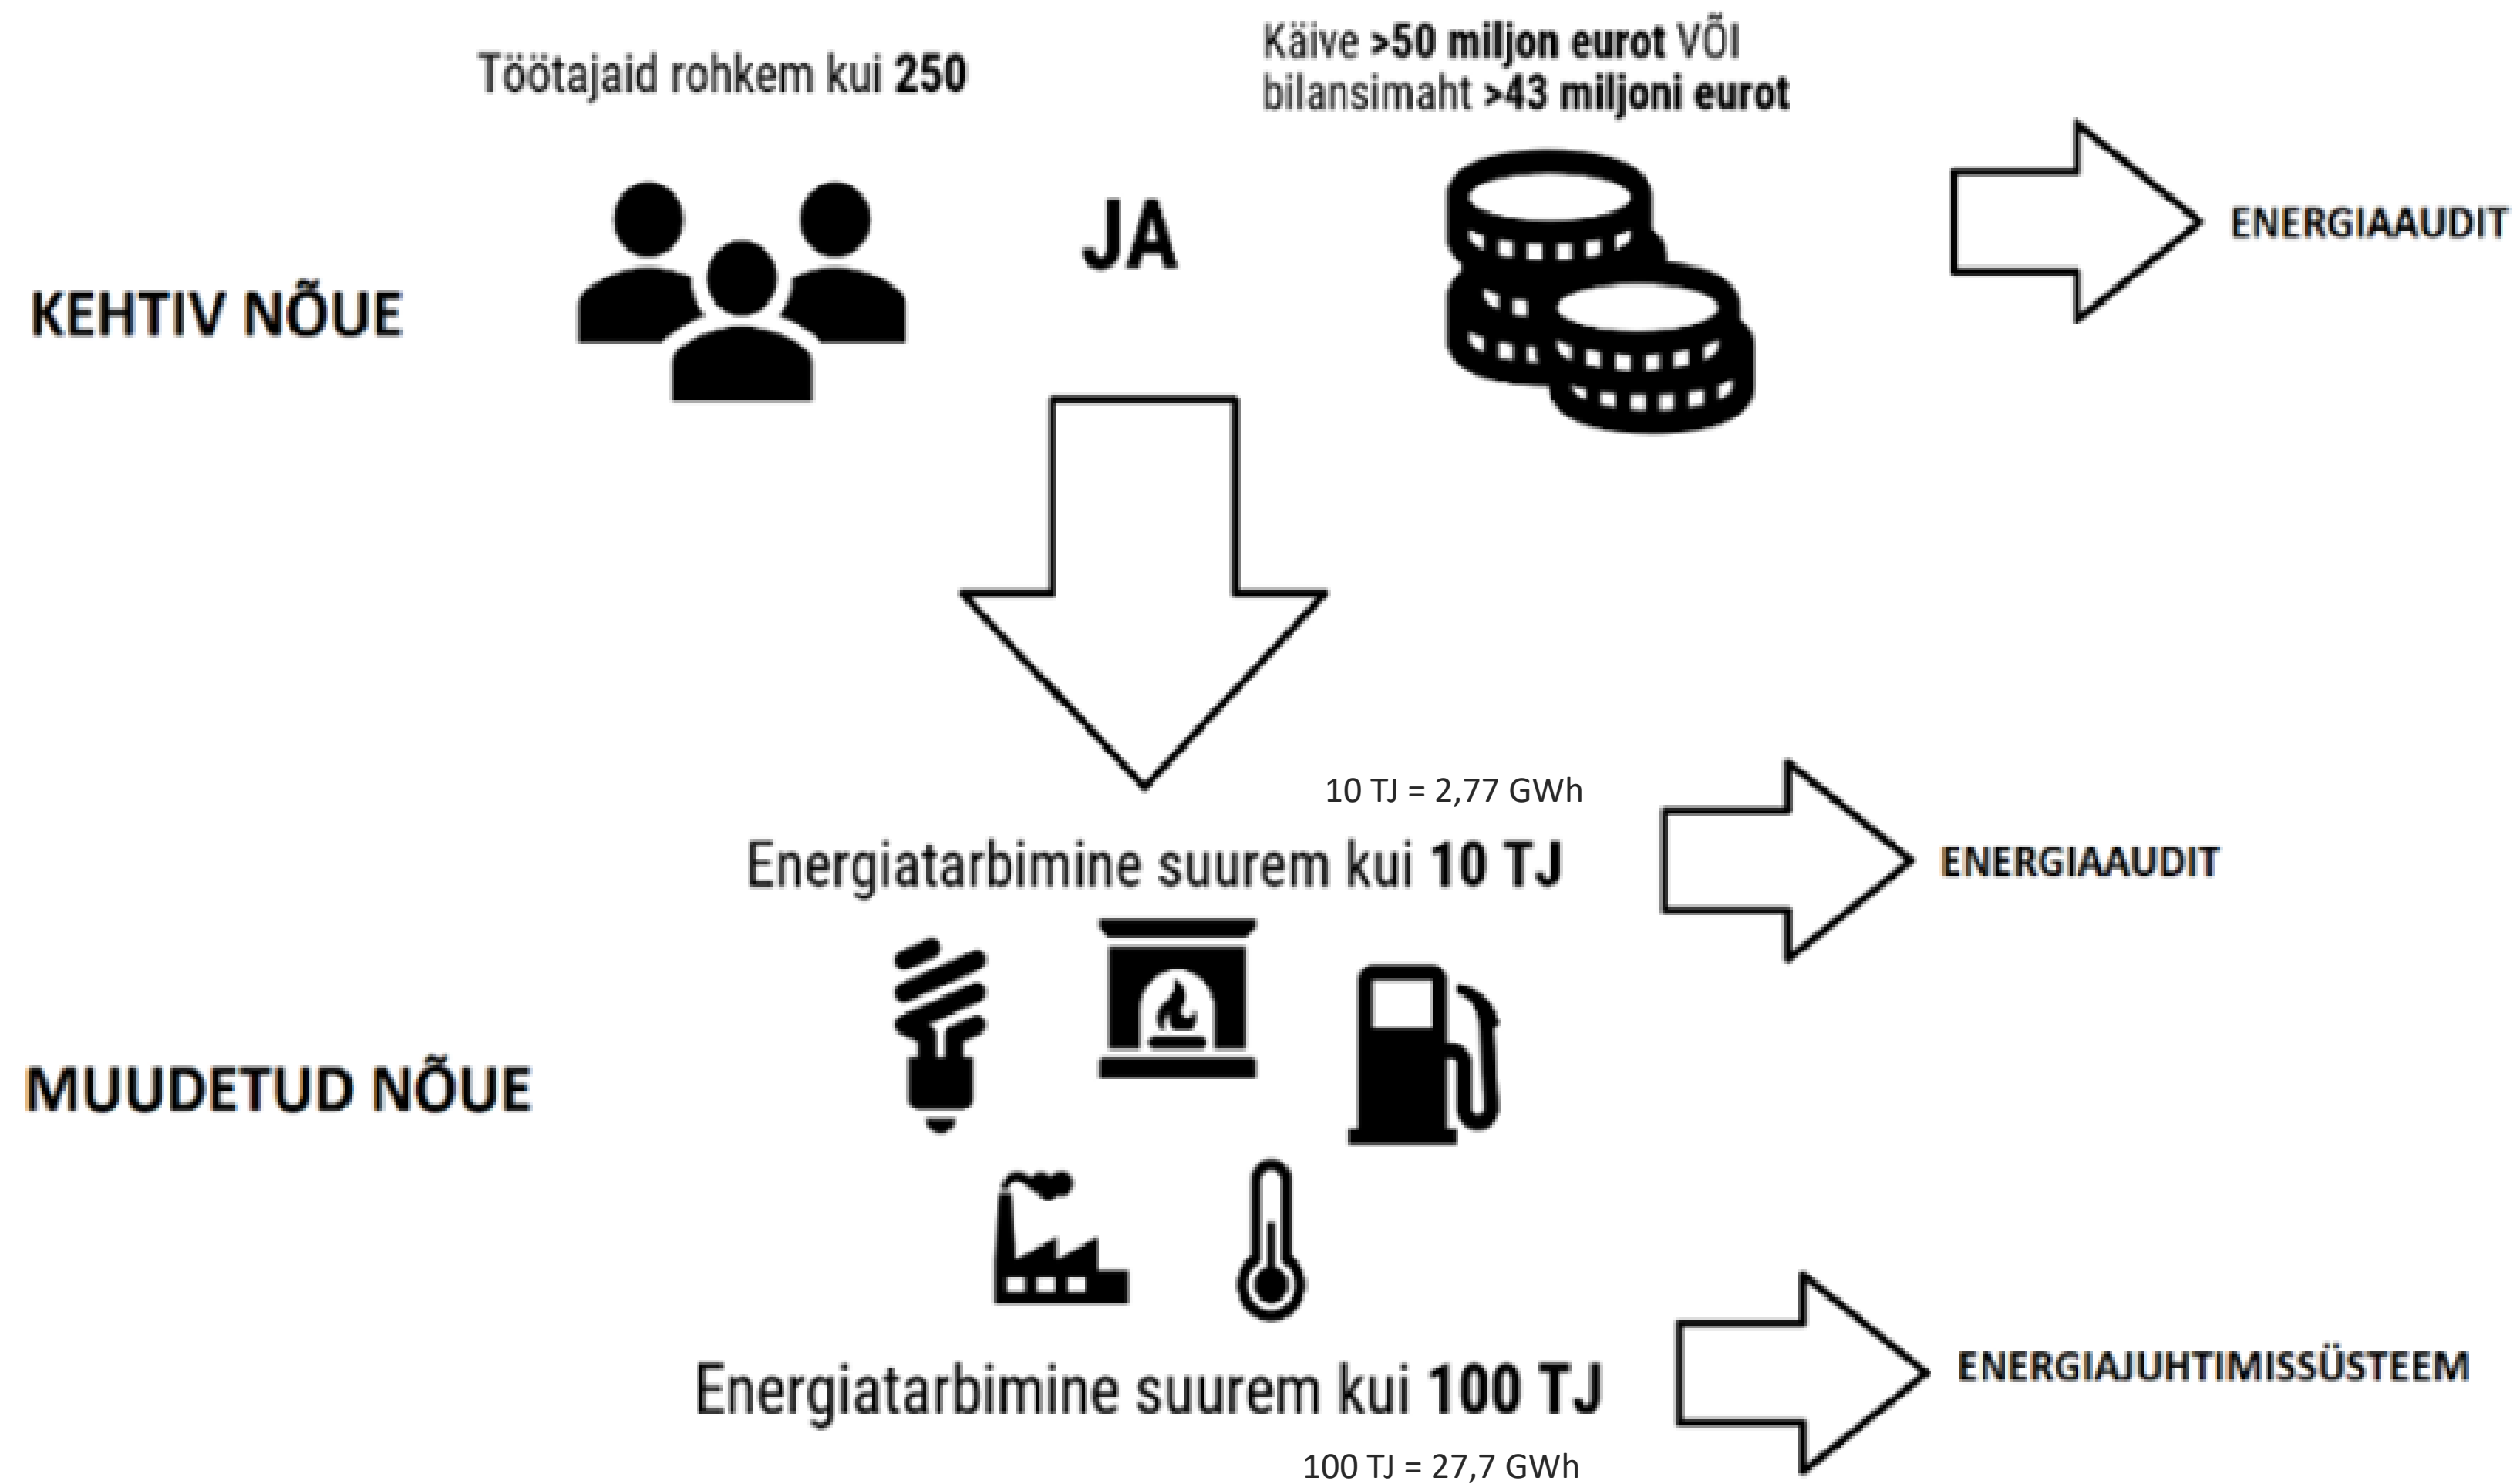 Töötajaid rohkem kui 250
Käive >50 miljon eurot VÕI
bilansimaht >43 miljoni eurot
JA
ENERGIAAUDIT
KEHTIV NÕUE
10 TJ = 2,77 GWh
Energiatarbimine suurem kui 10 TJ
ENERGIAAUDIT
MUUDETUD NÕUE
Energiatarbimine suurem kui 100 TJ
ENERGIAJUHTIMISSÜSTEEM
100 TJ = 27,7 GWh